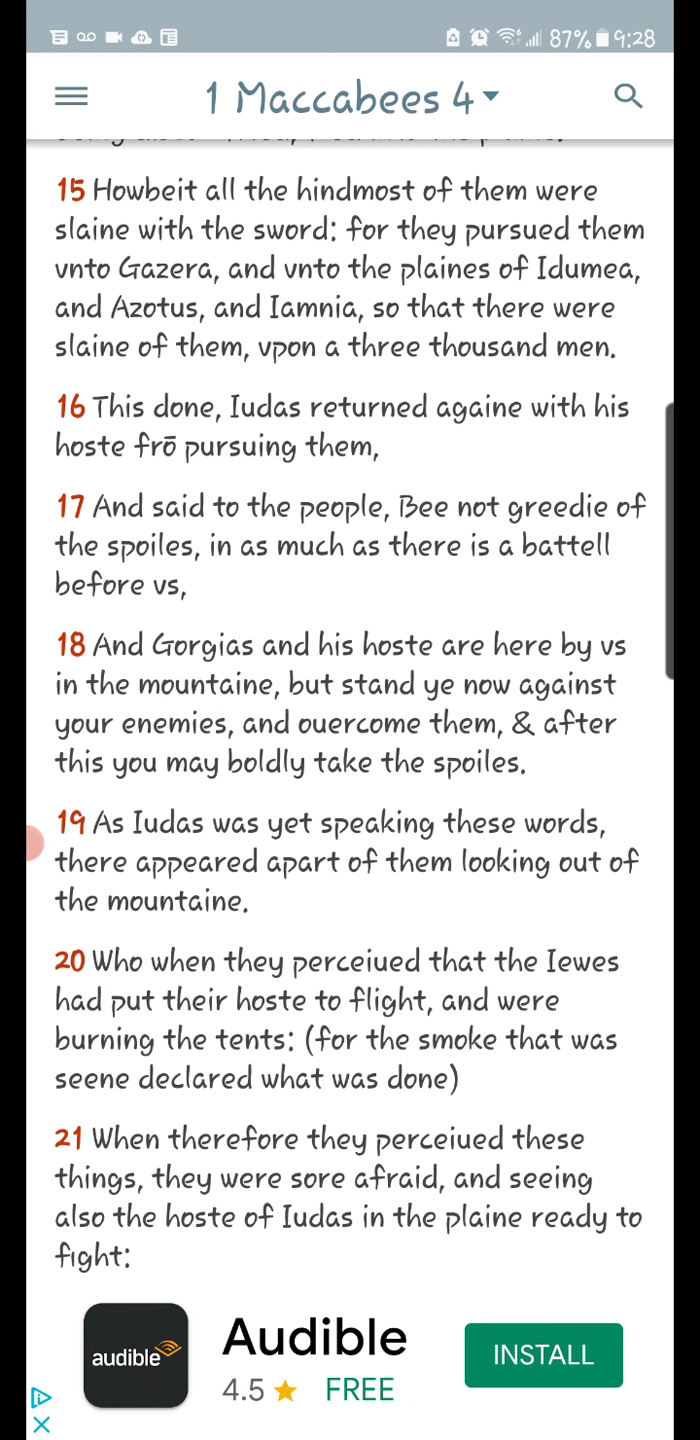 87% 9:28
1 Maccabees 4
15 Howbeit all the hindmost of them were
slaine with the sword: for they pursued them
vnto Gazera, and vnto the plaines of Idumea,
and Azotus, and Iamnia, so that there were
slaine of them, vpon a three thousand men.
16 This done, Iudas returned againe with his
hoste frō pursuing them,
17 And said to the people, Bee not greedie of
the spoiles, in as much as there is a battell
before vs,
18 And Gorgias and his hoste are here by vs
in the mountaine, but stand ye now against
your enemies, and ouercome them, & after
this you may boldly take the spoiles.
19 As Iudas was yet speaking these words,
there appeared apart of them looking out of
the mountaine.
20 Who when they perceiued that the Iewes
had put their hoste to flight, and were
burning the tents: (for the smoke that was
seene declared what was done)
21 When therefore they perceiued these
things, they were sore afraid, and seeing
also the hoste of Iudas in the plaine ready to
fight:
audible
Audible
4.5 ★ FREE
INSTALL